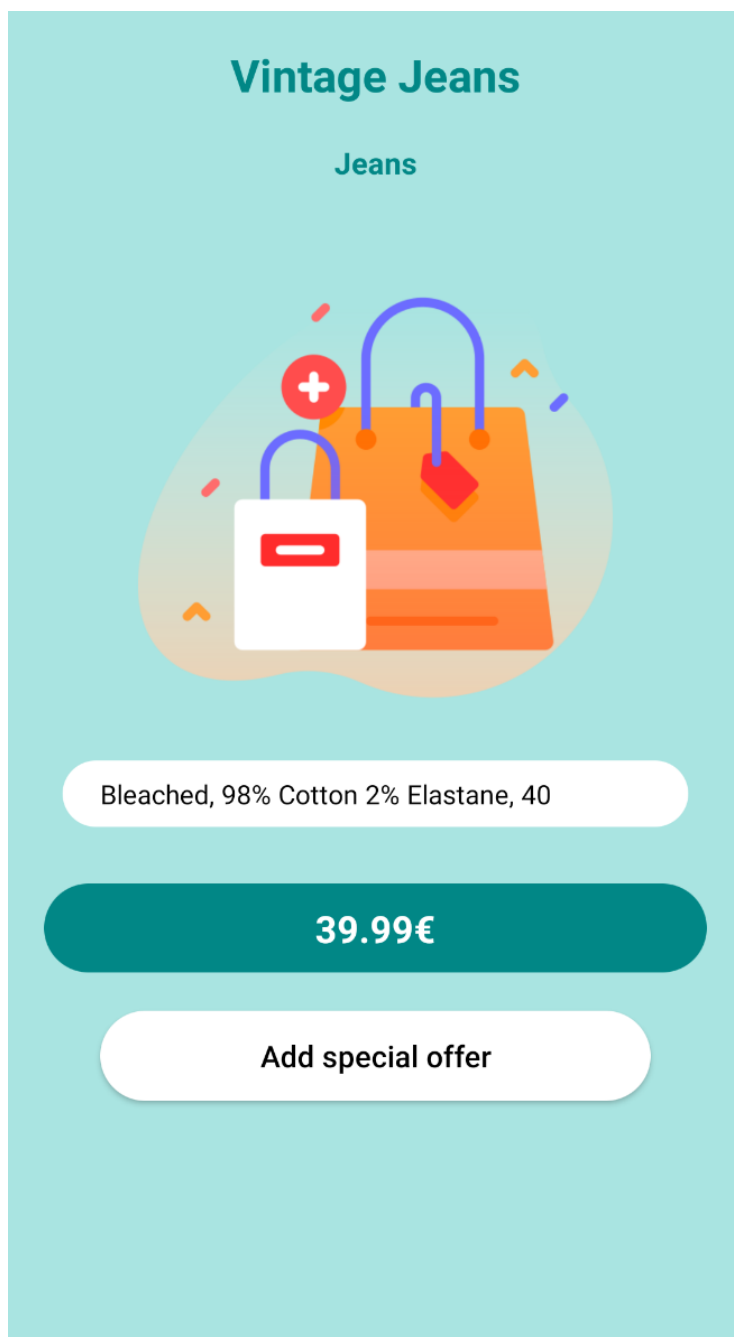 Vintage Jeans
Jeans
Bleached, 98% Cotton 2% Elastane, 40
39.99€
Add special offer